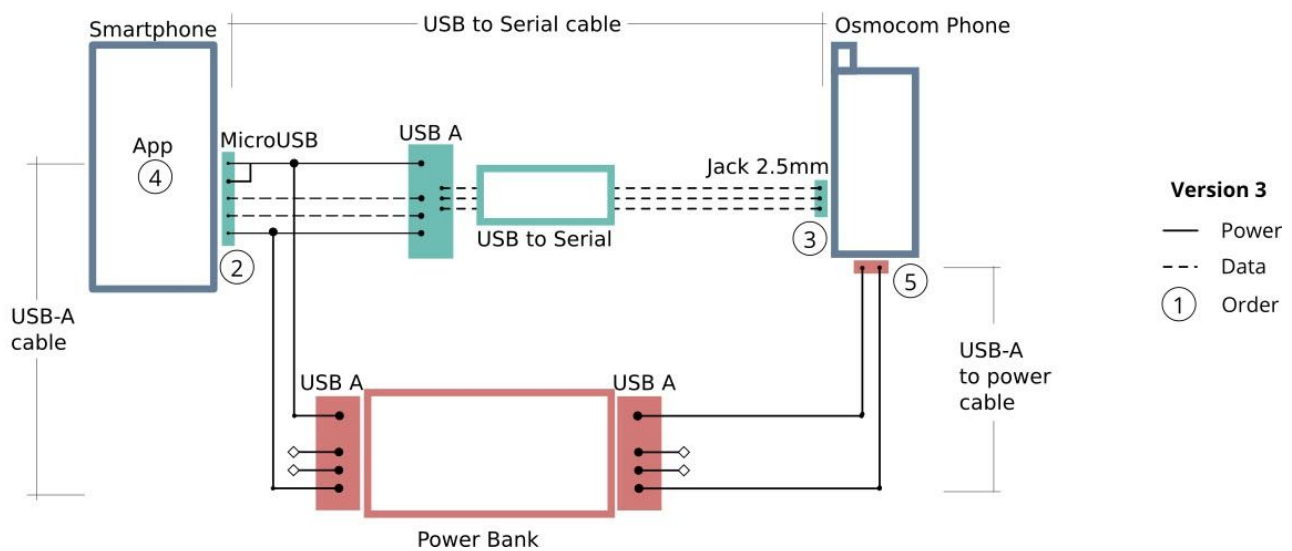 Smartphone
USB to Serial cable
Osmocom Phone
App
4
MicroUSB
USB A
Jack 2.5mm
USB to Serial
2
3
5
Version 3
Power
Data
1 Order
USB-A
cable
USB A
USB A
USB-A
to power
cable
Power Bank